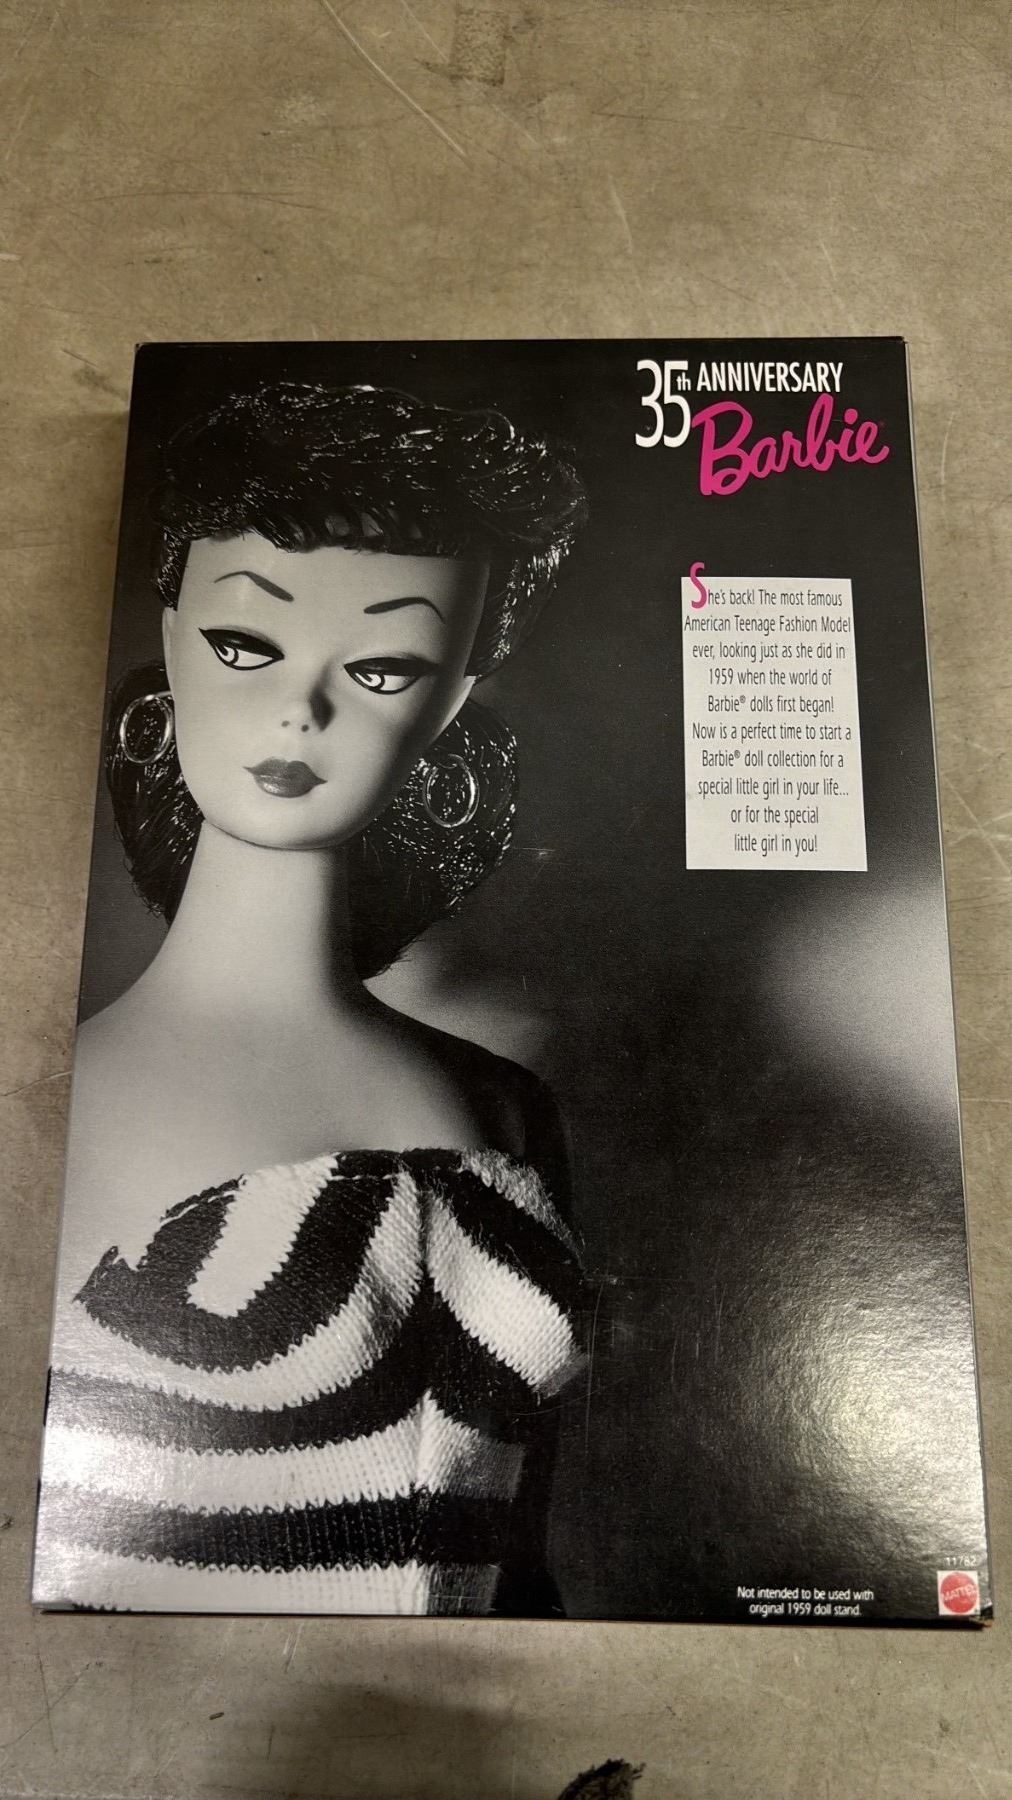 35th ANNIVERSARY
Barbie
She's back! The most famous
American Teenage Fashion Model
ever, looking just as she did in
1959 when the world of
Barbie® dolls first began!
Now is a perfect time to start a
Barbie® doll collection for a
special little girl in your life...
or for the special
little girl in you!
11782
Not intended to be used with
original 1959 doll stand.
MATTEL